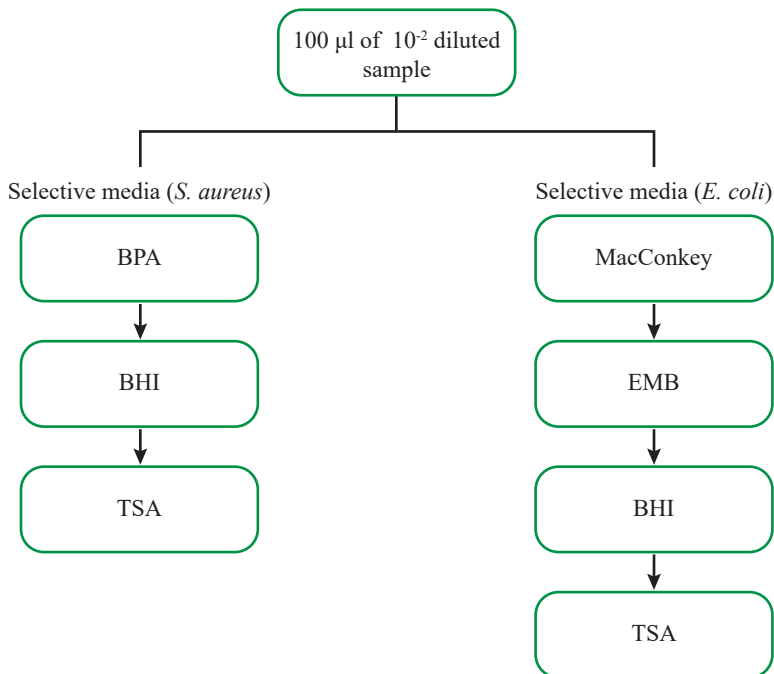 100 µl of 10⁻² diluted
sample
Selective media (S. aureus)
BPA
BHI
TSA
Selective media (E. coli)
MacConkey
EMB
BHI
TSA